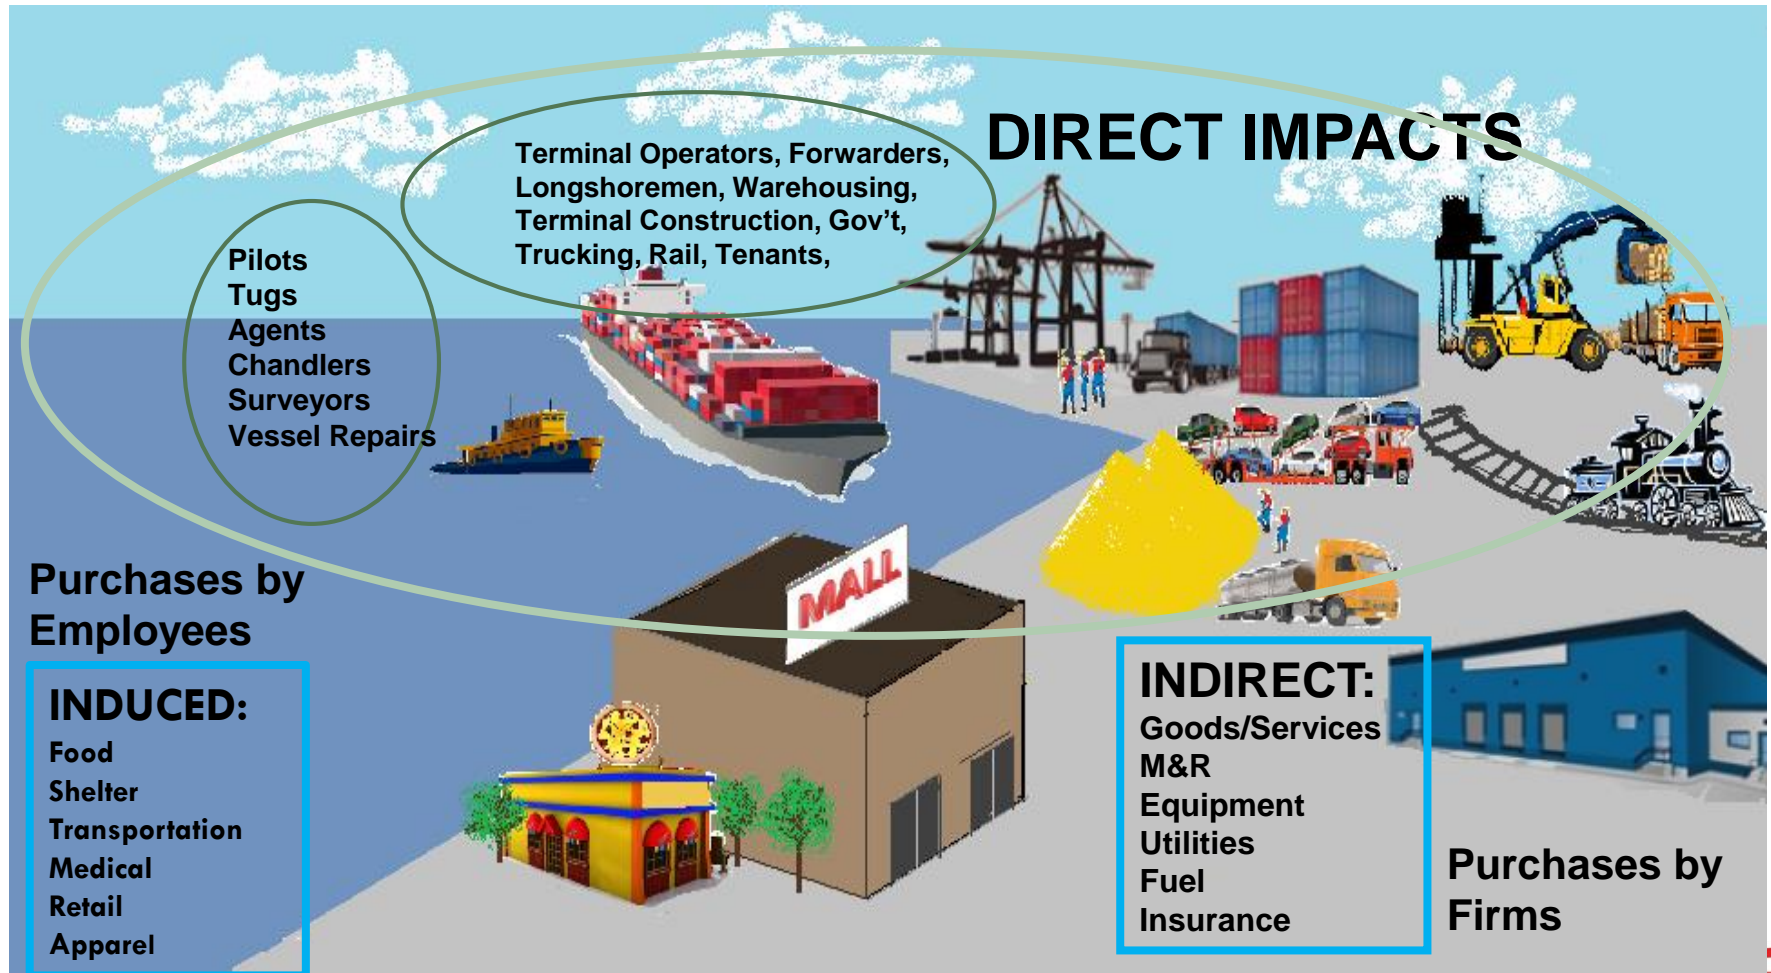 DIRECT IMPACTS
Terminal Operators, Forwarders,
Longshoremen, Warehousing,
Terminal Construction, Gov’t,
Trucking, Rail, Tenants,
Pilots
Tugs
Agents
Chandlers
Surveyors
Vessel Repairs
MALL
Purchases by
Employees
INDUCED:
Food
Shelter
Transportation
Medical
Retail
Apparel
INDIRECT:
Goods/Services
M&R
Equipment
Utilities
Fuel
Insurance
Purchases by
Firms